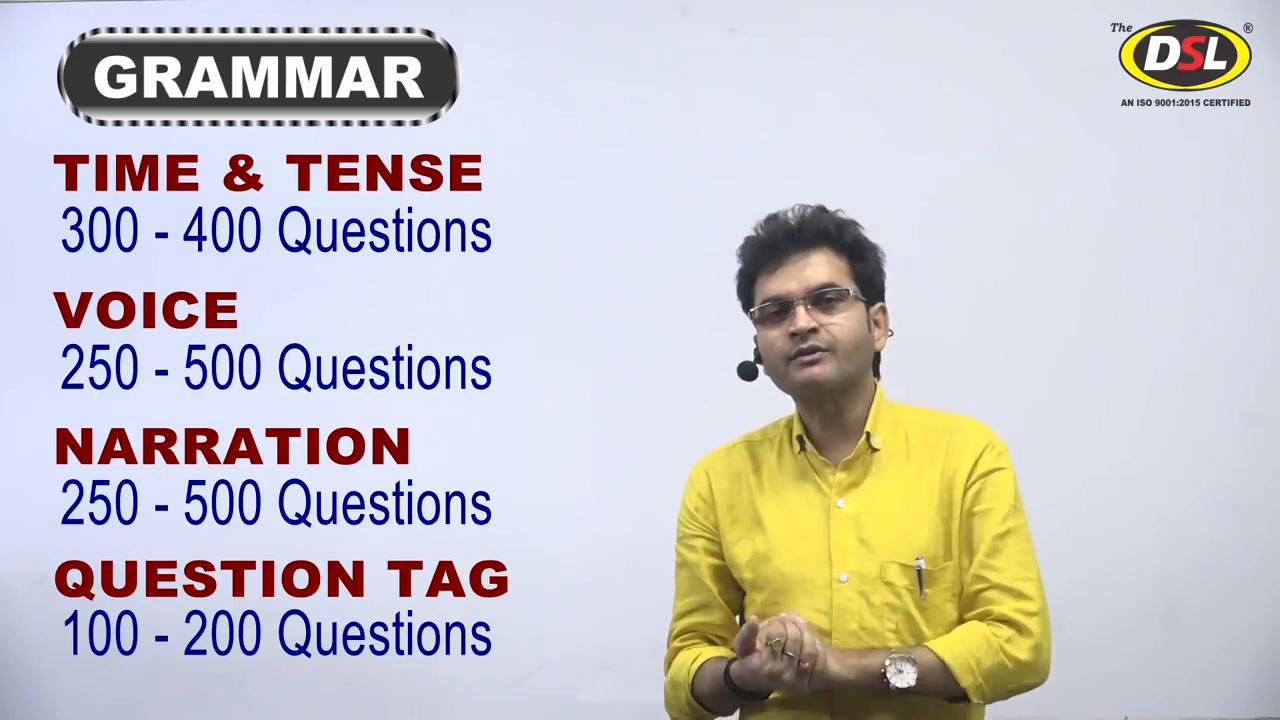 GRAMMAR
TIME & TENSE
300 - 400 Questions
VOICE
250 - 500 Questions
NARRATION
250 - 500 Questions
QUESTION TAG
100 - 200 Questions
The DSL ®
AN ISO 9001:2015 CERTIFIED